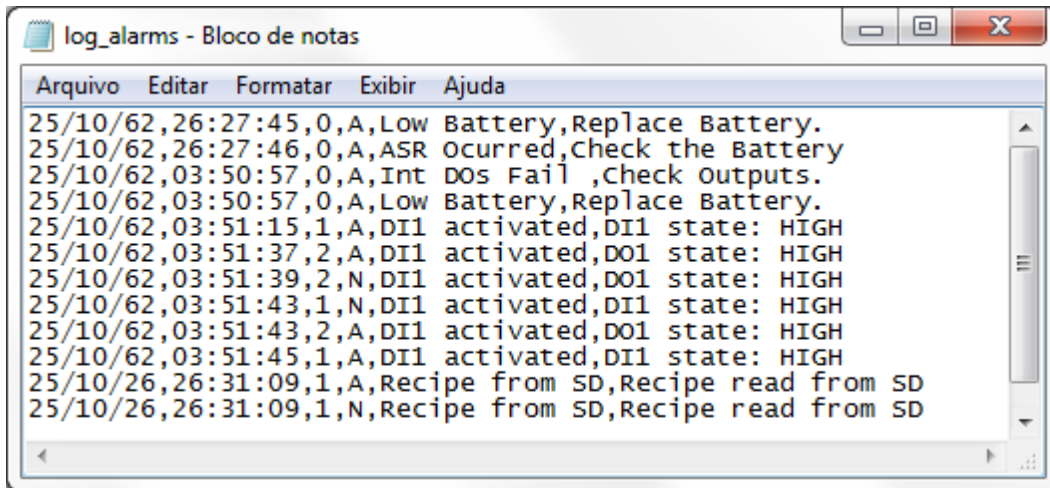 log_alarms - Bloco de notas
Arquivo Editar Formatar Exibir Ajuda
25/10/62,26:27:45,0,A,Low Battery,Replace Battery.
25/10/62,26:27:46,0,A,ASR Ocurred,Check the Battery
25/10/62,03:50:57,0,A,Int DOs Fail ,Check Outputs.
25/10/62,03:50:57,0,A,Low Battery,Replace Battery.
25/10/62,03:51:15,1,A,DI1 activated,DI1 state: HIGH
25/10/62,03:51:37,2,A,DI1 activated,DO1 state: HIGH
25/10/62,03:51:39,2,N,DI1 activated,DO1 state: HIGH
25/10/62,03:51:43,1,N,DI1 activated,DI1 state: HIGH
25/10/62,03:51:43,2,A,DI1 activated,DO1 state: HIGH
25/10/62,03:51:45,1,A,DI1 activated,DI1 state: HIGH
25/10/26,26:31:09,1,A,Recipe from SD,Recipe read from SD
25/10/26,26:31:09,1,N,Recipe from SD,Recipe read from SD